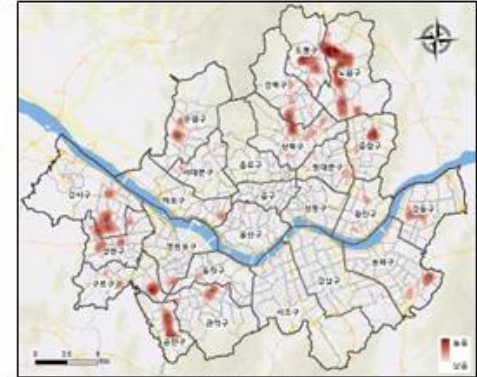 도봉구
노원구
강북구
은평구
성북구
중랑구
종로구
동대문구
서대문구
강서구
마포구
중구
성동구
광진구
강동구
용산구
양천구
영등포구
동작구
송파구
구로구
강남구
서초구
관악구
금천구
높음
낮음